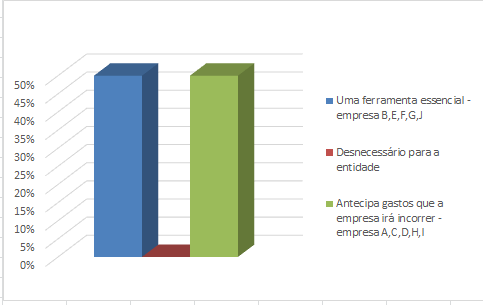 50%
45%
40%
35%
30%
25%
20%
15%
10%
5%
0%
Uma ferramenta essencial -
empresa B,E,F,G,J
Desnecessário para a
entidade
Antecipa gastos que a
empresa irá incorrer -
empresa A,C,D,H,I